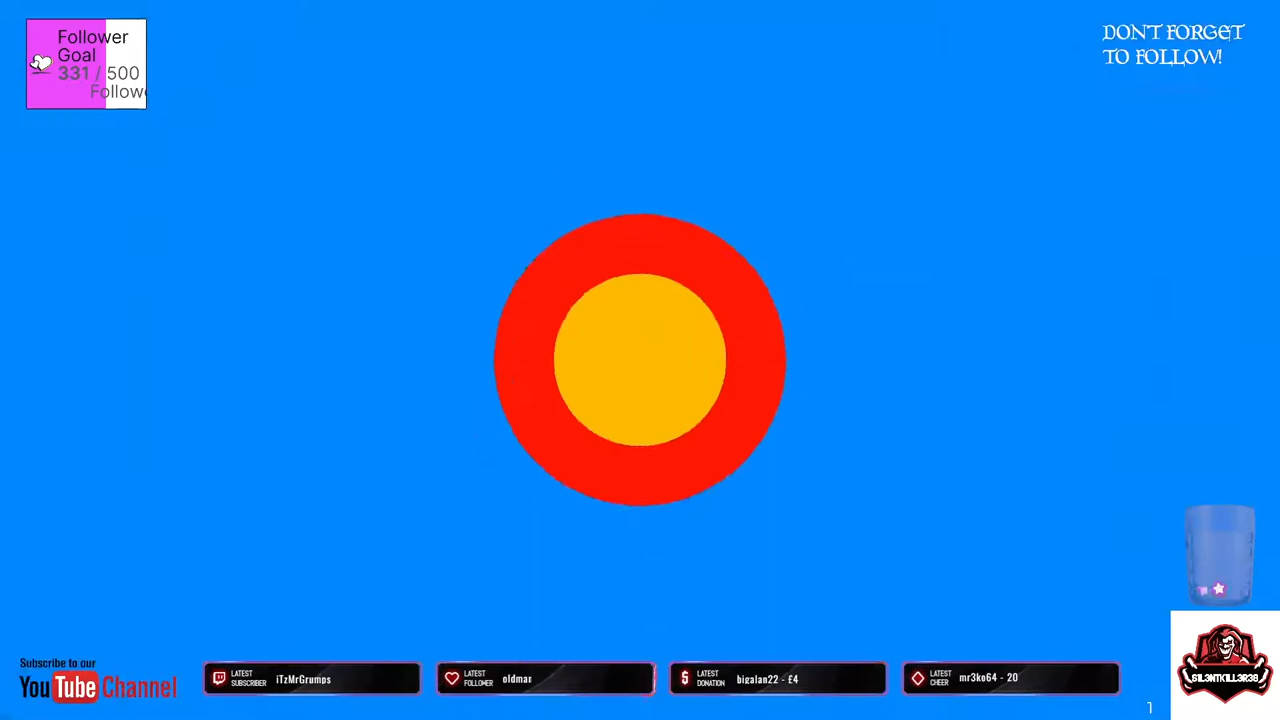 Follower
Goal
331 / 500
Follow
DON'T FORGET
TO FOLLOW!
Subscribe to our
YouTube Channel
LATEST
SUBSCRIBER
iTzMrGrumps
LATEST
FOLLOWER
oldmar
LATEST
DONATION
bigalan22 - £4
LATEST
CHEER
mr3ko64 - 20
1